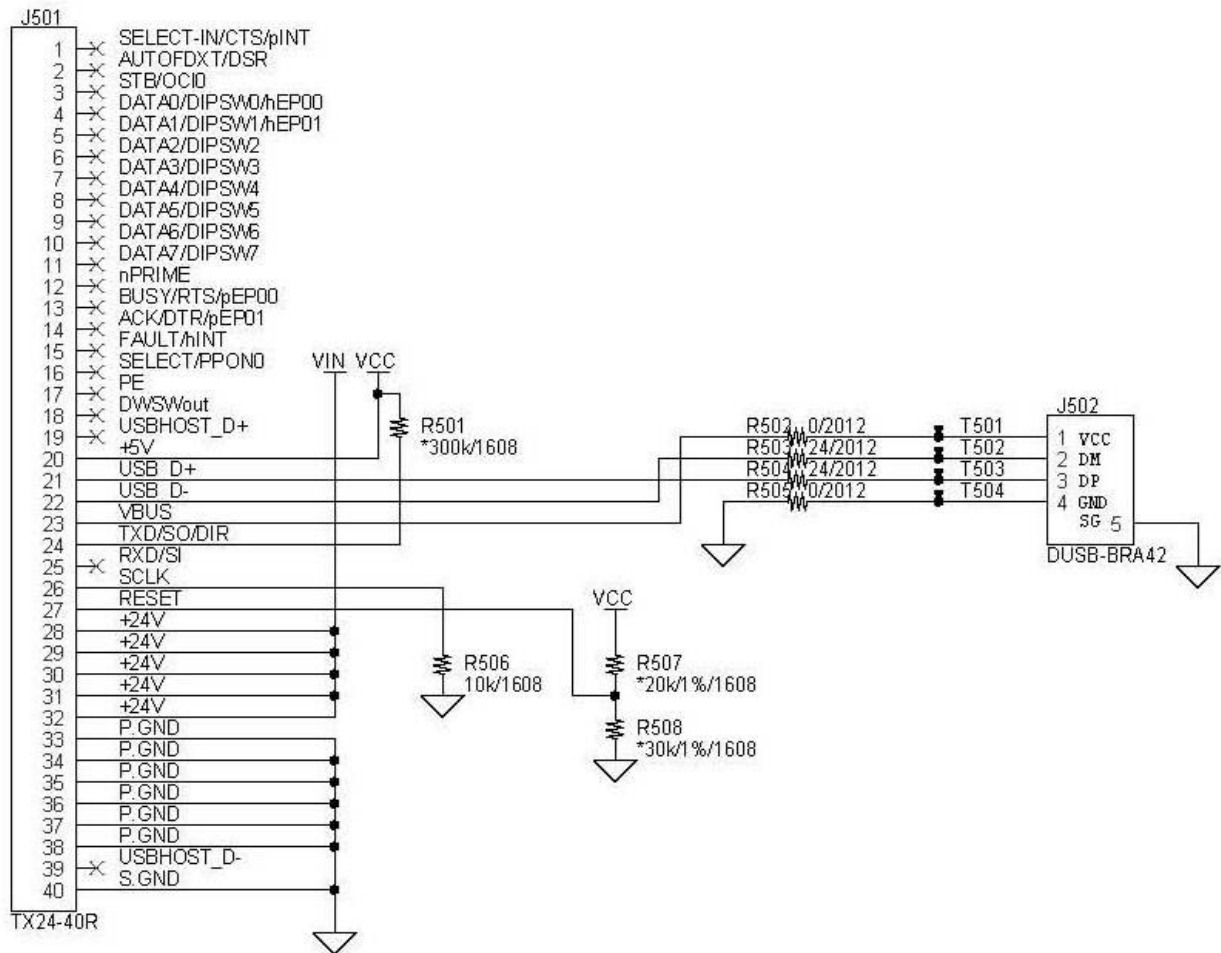 J501
1 SELECT-IN/CTS/pINT
2 AUTOFDXT/DSR
3 STB/OCI0
4 DATA0/DIPSW0/hEP00
5 DATA1/DIPSW1/hEP01
6 DATA2/DIPSW2
7 DATA3/DIPSW3
8 DATA4/DIPSW4
9 DATA5/DIPSW5
10 DATA6/DIPSW6
11 DATA7/DIPSW7
12 nPRIME
13 BUSY/RTS/pEP00
14 ACK/DTR/pEP01
15 FAULT/hINT
16 SELECT/PPON0
17 PE
18 DWSWout
19 USBHOST_D+
20 +5V
21 USB_D+
22 USB_D-
23 VBUS
24 TXD/SO/DIR
25 RXD/SI
26 SCLK
27 RESET
28 +24V
29 +24V
30 +24V
31 +24V
32 +24V
33 P.GND
34 P.GND
35 P.GND
36 P.GND
37 P.GND
38 P.GND
39 USBHOST_D-
40 S.GND
TX24-40R
VIN VCC
R501
*300k/1608
R502 0/2012 T501
R503 24/2012 T502
R504 24/2012 T503
R505 0/2012 T504
J502
1 VCC
2 DM
3 DP
4 GND
SG 5
DUSB-BRA42
R506
10k/1608
VCC
R507
*20k/1%/1608
R508
*30k/1%/1608